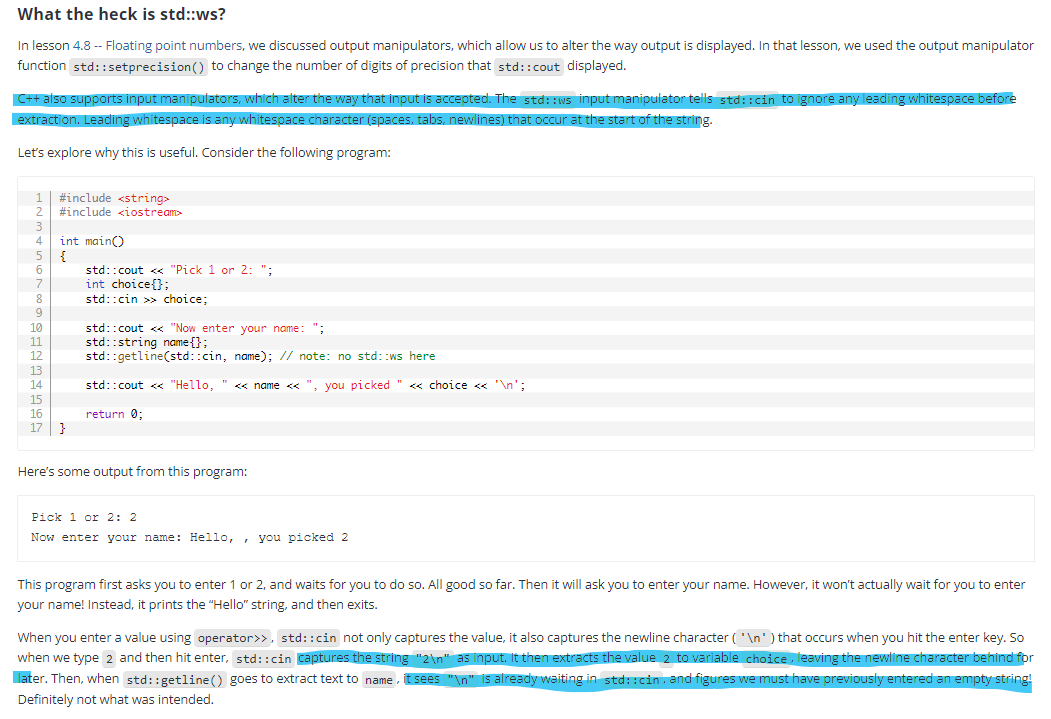 What the heck is std::ws?
In lesson 4.8 -- Floating point numbers, we discussed output manipulators, which allow us to alter the way output is displayed. In that lesson, we used the output manipulator
function std::setprecision() to change the number of digits of precision that std::cout displayed.
C++ also supports input manipulators, which alter the way that input is accepted. The std::ws input manipulator tells std::cin to ignore any leading whitespace before
extraction. Leading whitespace is any whitespace character (spaces, tabs, newlines) that occur at the start of the string.
Let's explore why this is useful. Consider the following program:
1 #include <string>
2 #include <iostream>
3
4 int main()
5 {
6 std::cout << "Pick 1 or 2: ";
7 int choice{};
8 std::cin >> choice;
9
10 std::cout << "Now enter your name: ";
11 std::string name{};
12 std::getline(std::cin, name); // note: no std::ws here
13
14 std::cout << "Hello, " << name << ", you picked " << choice << '\n';
15
16 return 0;
17 }
Here's some output from this program:
Pick 1 or 2: 2
Now enter your name: Hello, , you picked 2
This program first asks you to enter 1 or 2, and waits for you to do so. All good so far. Then it will ask you to enter your name. However, it won't actually wait for you to enter
your name! Instead, it prints the "Hello" string, and then exits.
When you enter a value using operator>>, std::cin not only captures the value, it also captures the newline character ('\n') that occurs when you hit the enter key. So
when we type 2 and then hit enter, std::cin captures the string "2\n" as input. It then extracts the value 2 to variable choice, leaving the newline character behind for
later. Then, when std::getline() goes to extract text to name, it sees "\n" is already waiting in std::cin, and figures we must have previously entered an empty string!
Definitely not what was intended.